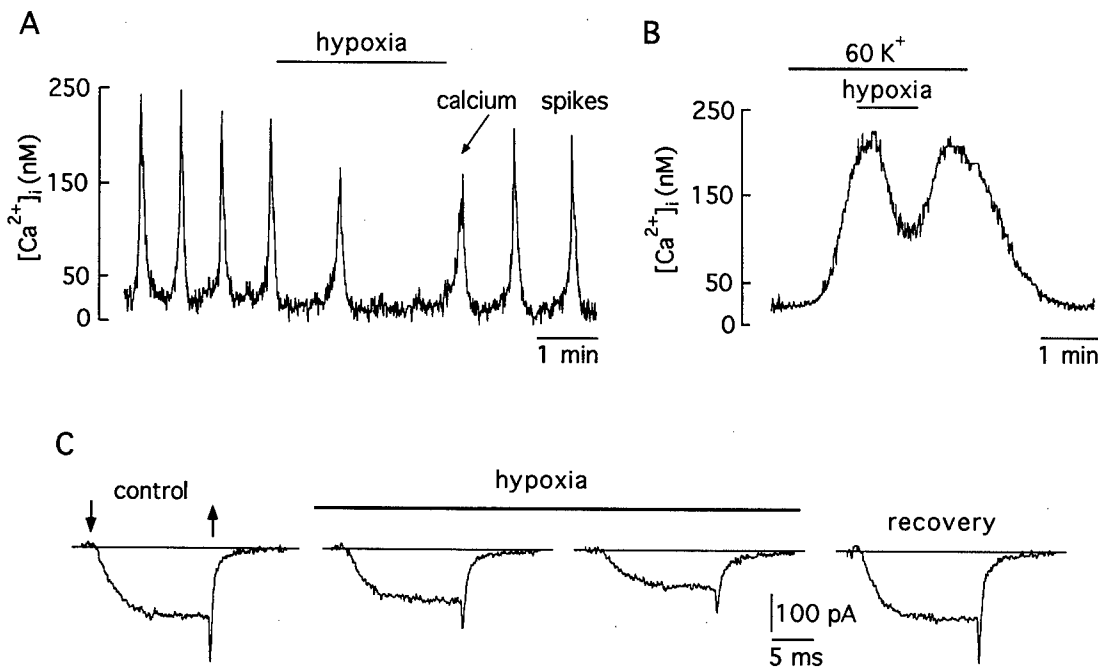 A
hypoxia
calcium spikes
250
150
50
0
[Ca²⁺]ᵢ (nM)
1 min
B
60 K⁺
hypoxia
250
150
50
0
[Ca²⁺]ᵢ (nM)
1 min
C
control
hypoxia
recovery
100 pA
5 ms